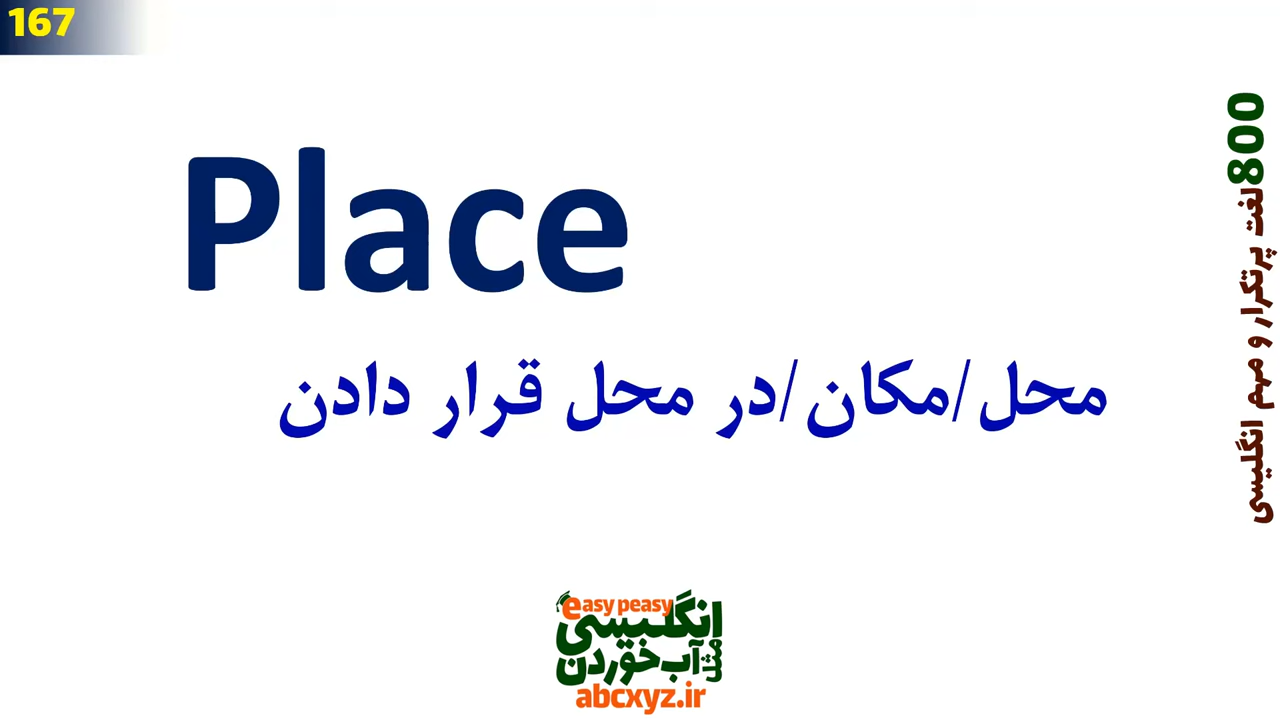 167
Place
محل/مکان/در محل قرار دادن
800 لغت پرتکرار و مهم انگلیسی
easy peasy
انگلیسی
مثل آب خوردن
abcxyz.ir